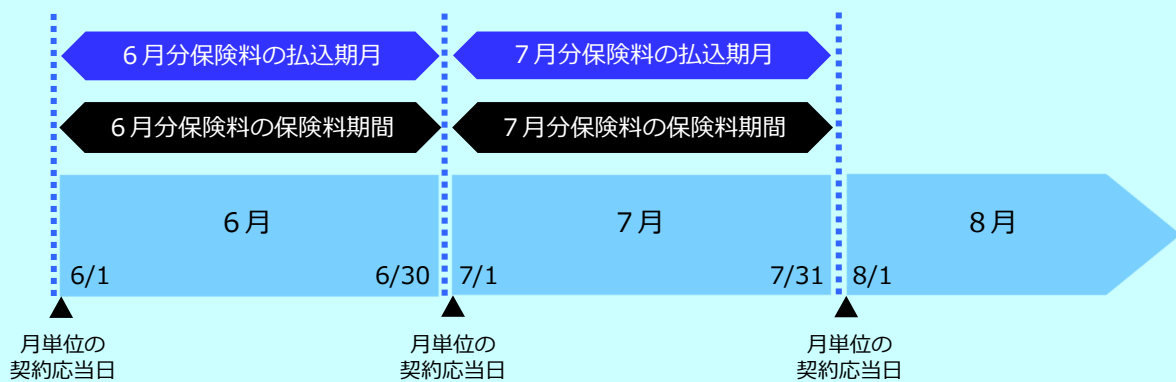 ６月分保険料の払込期月
７月分保険料の払込期月
６月分保険料の保険料期間
７月分保険料の保険料期間
６月
７月
８月
6/1
6/30
7/1
7/31
8/1
月単位の
契約応当日
月単位の
契約応当日
月単位の
契約応当日